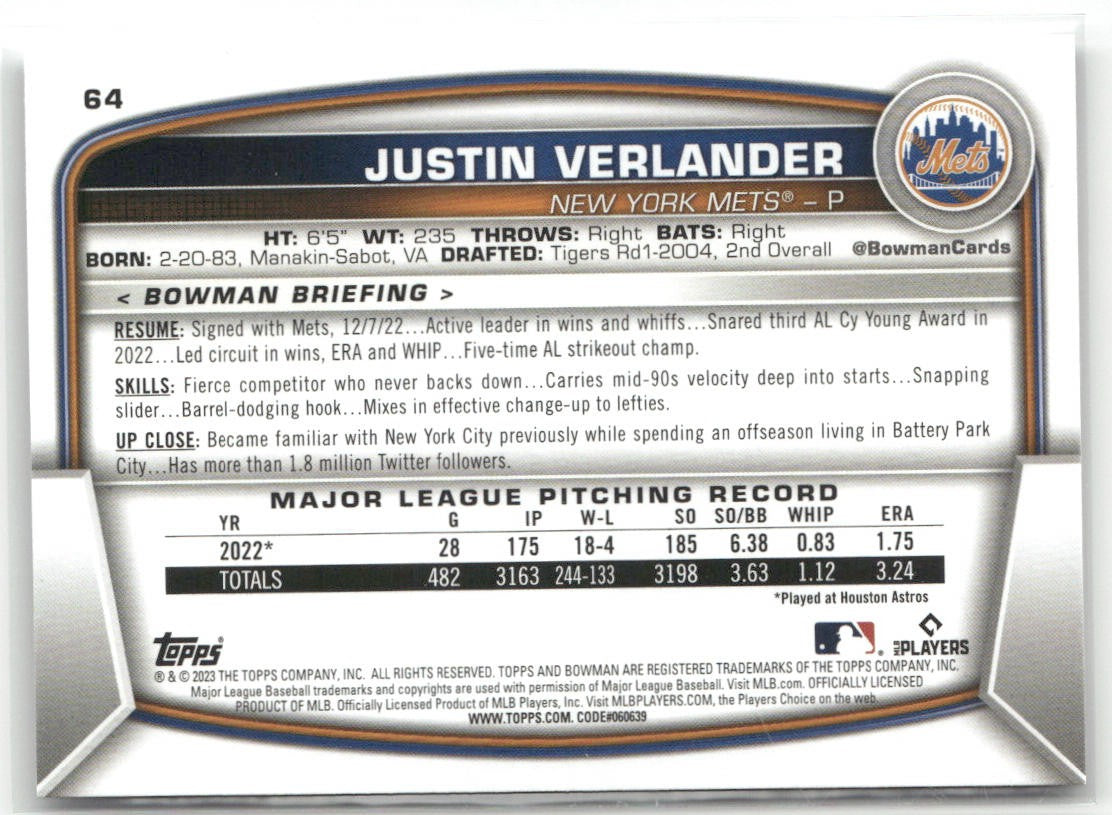 64
JUSTIN VERLANDER
Mets
NEW YORK METS® – P
HT: 6'5" WT: 235 THROWS: Right BATS: Right
BORN: 2-20-83, Manakin-Sabot, VA DRAFTED: Tigers Rd1-2004, 2nd Overall @BowmanCards
< BOWMAN BRIEFING >
RESUME: Signed with Mets, 12/7/22...Active leader in wins and whiffs...Snared third AL Cy Young Award in
2022...Led circuit in wins, ERA and WHIP...Five-time AL strikeout champ.
SKILLS: Fierce competitor who never backs down...Carries mid-90s velocity deep into starts...Snapping
slider...Barrel-dodging hook...Mixes in effective change-up to lefties.
UP CLOSE: Became familiar with New York City previously while spending an offseason living in Battery Park
City...Has more than 1.8 million Twitter followers.
MAJOR LEAGUE PITCHING RECORD
YR G IP W-L SO SO/BB WHIP ERA
2022* 28 175 18-4 185 6.38 0.83 1.75
TOTALS 482 3163 244-133 3198 3.63 1.12 3.24
*Played at Houston Astros
topps® ® MLB PLAYERS
® & © 2023 THE TOPPS COMPANY, INC. ALL RIGHTS RESERVED. TOPPS AND BOWMAN ARE REGISTERED TRADEMARKS OF THE TOPPS COMPANY, INC.
Major League Baseball trademarks and copyrights are used with permission of Major League Baseball. Visit MLB.com. OFFICIALLY LICENSED
PRODUCT OF MLB. Officially Licensed Product of MLB Players, Inc. Visit MLBPLAYERS.COM, the Players Choice on the web.
WWW.TOPPS.COM. CODE#060639